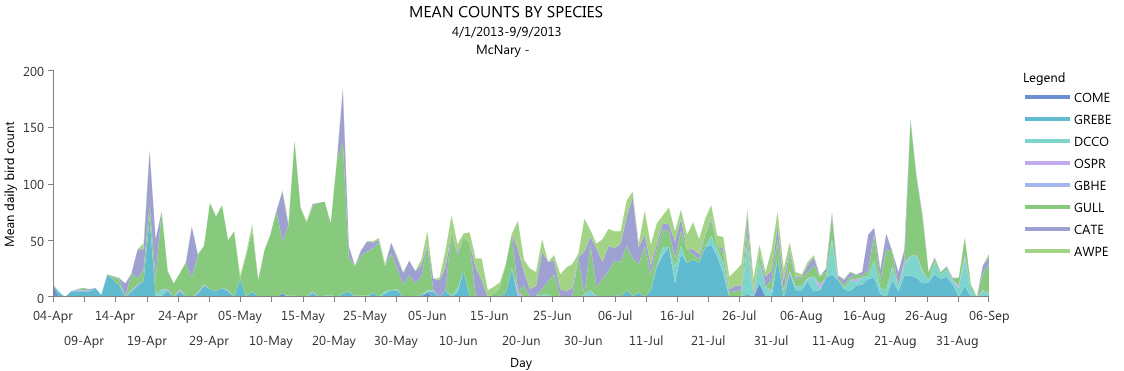 MEAN COUNTS BY SPECIES
4/1/2013-9/9/2013
McNary -
Mean daily bird count
200
150
100
50
0
04-Apr 14-Apr 24-Apr 05-May 15-May 25-May 05-Jun 15-Jun 25-Jun 06-Jul 16-Jul 26-Jul 06-Aug 16-Aug 26-Aug 06-Sep
09-Apr 19-Apr 29-Apr 10-May 20-May 30-May 10-Jun 20-Jun 30-Jun 11-Jul 21-Jul 31-Jul 11-Aug 21-Aug 31-Aug
Day
Legend
COME
GREBE
DCCO
OSPR
GBHE
GULL
CATE
AWPE